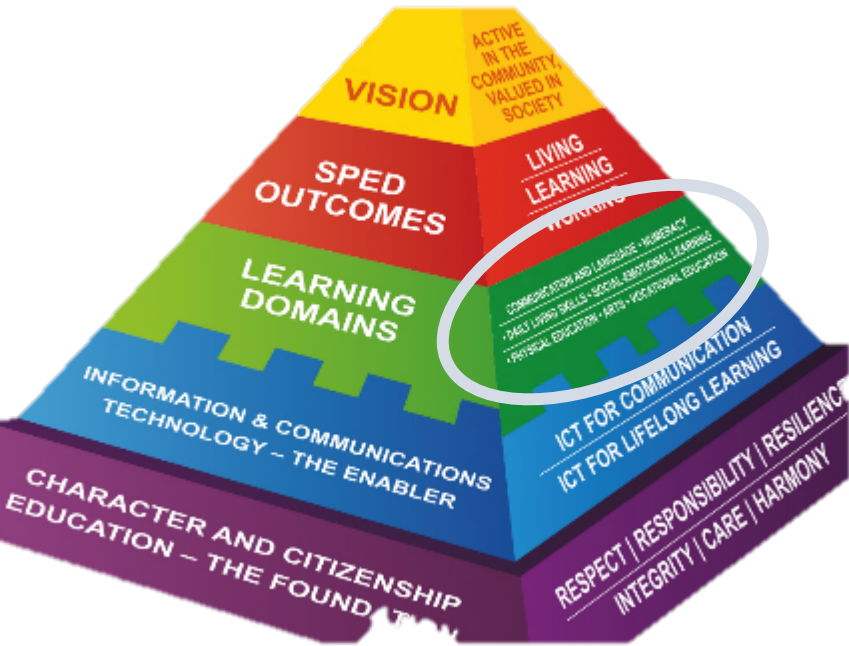 VISION
ACTIVE
IN THE
COMMUNITY,
VALUED IN
SOCIETY
SPED
OUTCOMES
LIVING
LEARNING
WORKING
LEARNING
DOMAINS
COMMUNICATION AND LANGUAGE • NUMERACY
• DAILY LIVING SKILLS • SOCIAL-EMOTIONAL LEARNING
• PHYSICAL EDUCATION • ARTS • VOCATIONAL EDUCATION
INFORMATION & COMMUNICATIONS
TECHNOLOGY – THE ENABLER
ICT FOR COMMUNICATION
ICT FOR LIFELONG LEARNING
CHARACTER AND CITIZENSHIP
EDUCATION – THE FOUNDATION
RESPECT | RESPONSIBILITY | RESILIENC
INTEGRITY | CARE | HARMONY